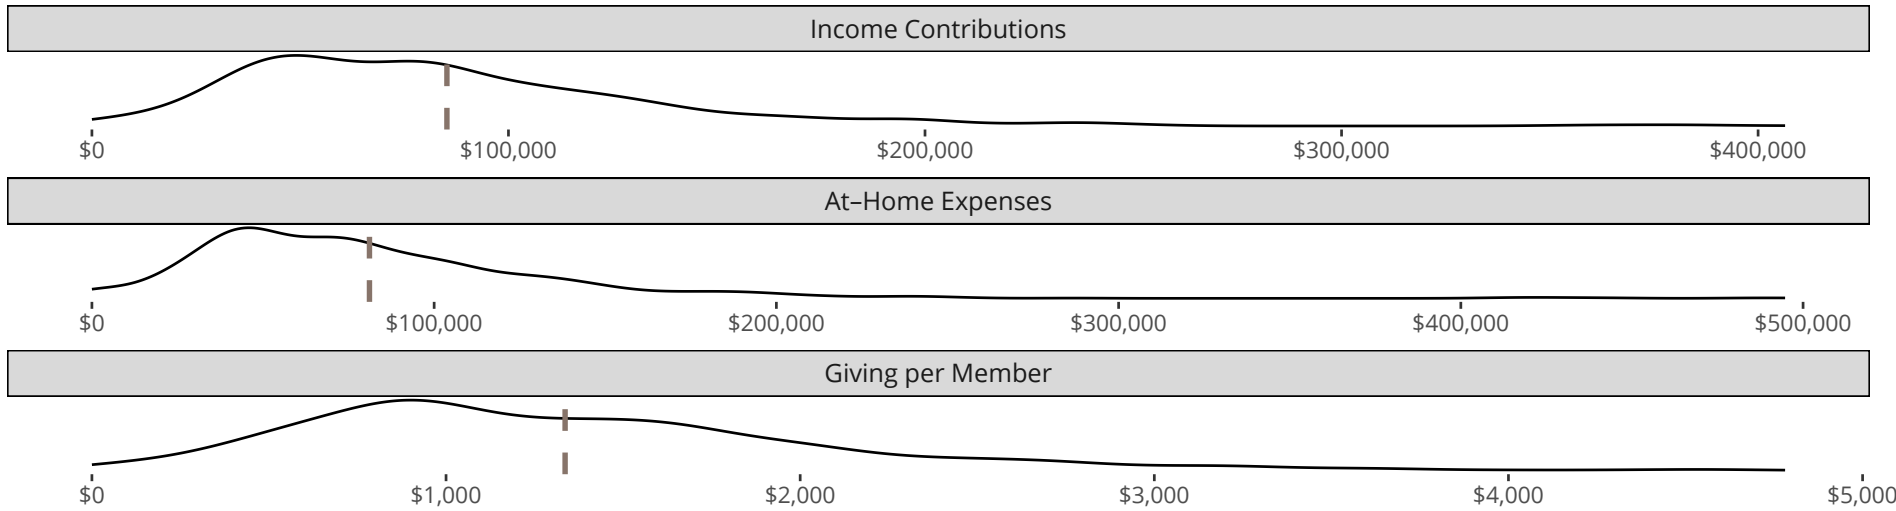 Income Contributions
$0 $100,000 $200,000 $300,000 $400,000
At–Home Expenses
$0 $100,000 $200,000 $300,000 $400,000 $500,000
Giving per Member
$0 $1,000 $2,000 $3,000 $4,000 $5,000